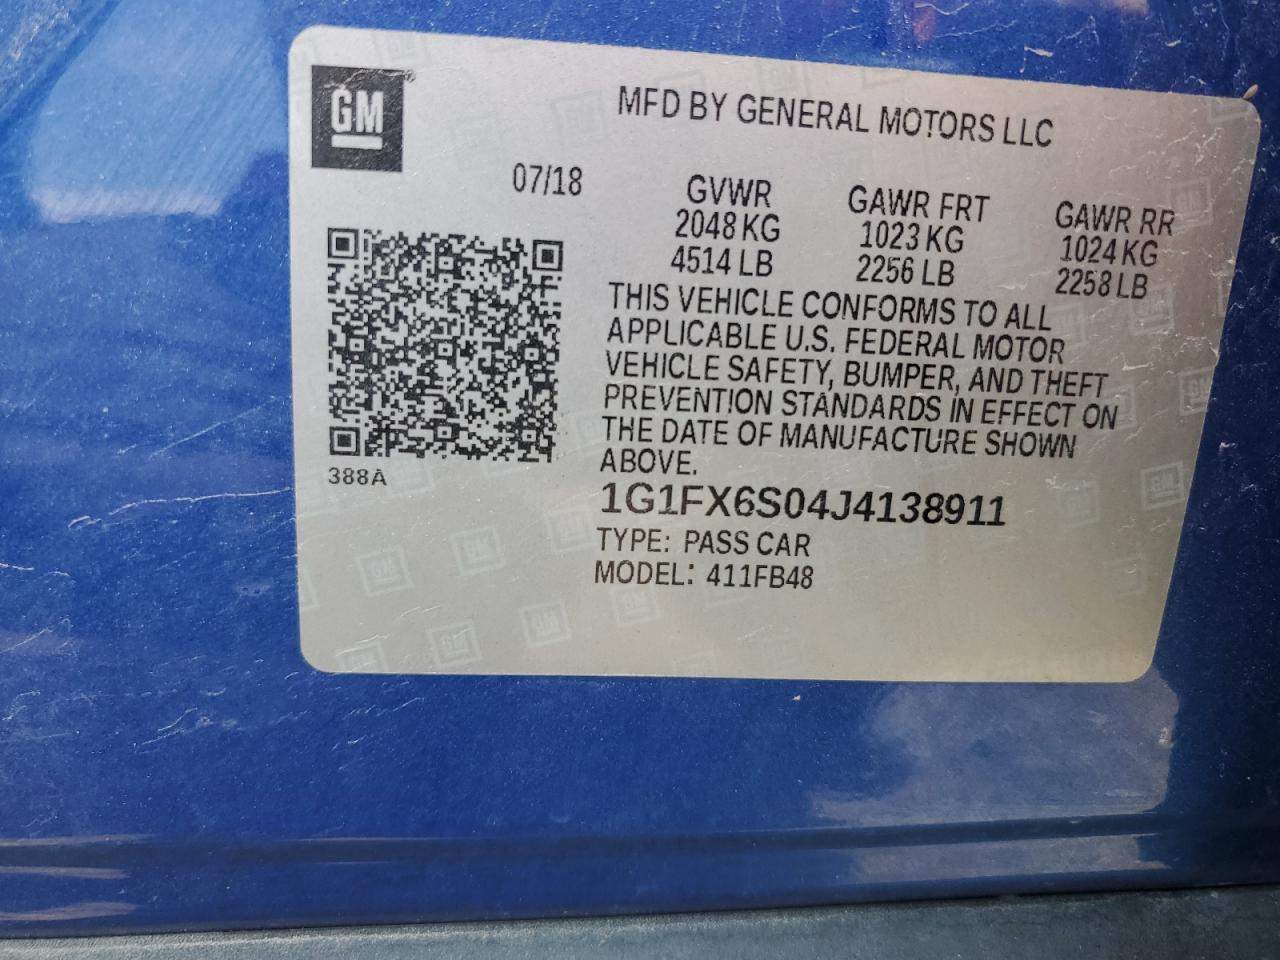 GM
MFD BY GENERAL MOTORS LLC
07/18
GVWR
2048 KG
4514 LB
GAWR FRT
1023 KG
2256 LB
GAWR RR
1024 KG
2258 LB
THIS VEHICLE CONFORMS TO ALL
APPLICABLE U.S. FEDERAL MOTOR
VEHICLE SAFETY, BUMPER, AND THEFT
PREVENTION STANDARDS IN EFFECT ON
THE DATE OF MANUFACTURE SHOWN
ABOVE.
388A
1G1FX6S04J4138911
TYPE: PASS CAR
MODEL: 411FB48